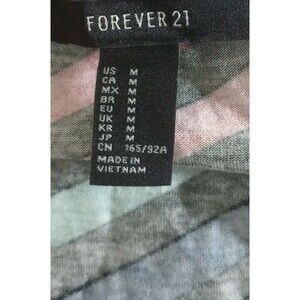 FOREVER 21
US M
CA M
MX M
BR M
EU M
UK M
KR M
JP M
CN 165/92A
MADE IN
VIETNAM